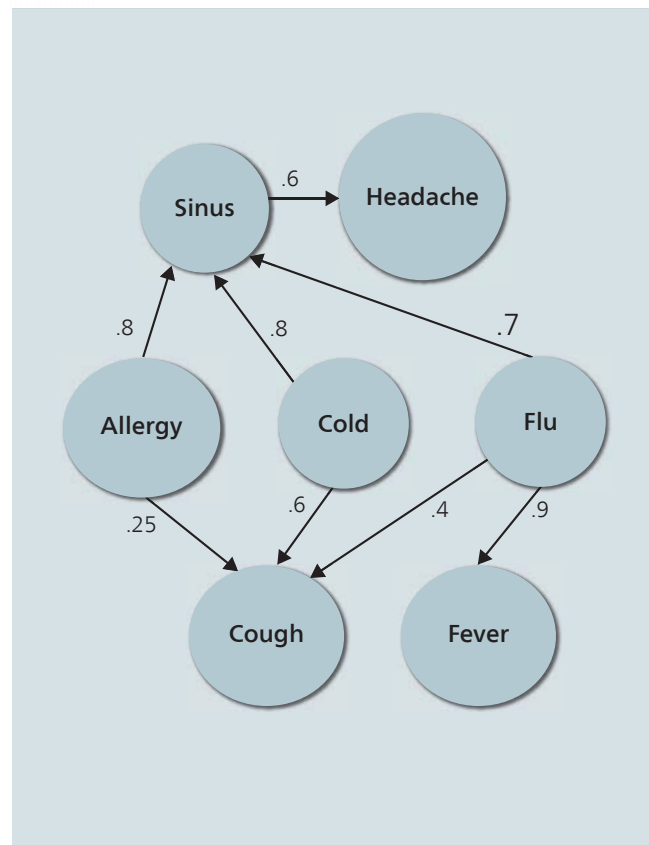 .6
Sinus
Headache
.8
.8
.7
Allergy
Cold
Flu
.25
.6
.4
.9
Cough
Fever